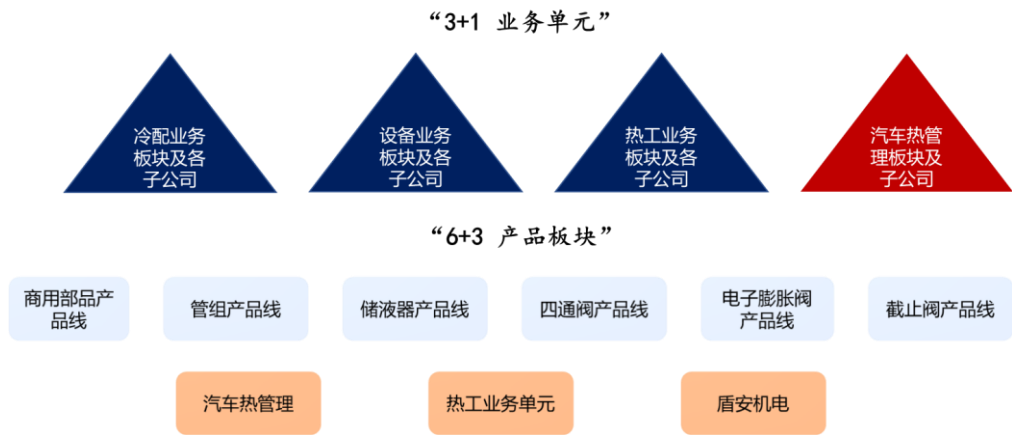 “3+1 业务单元”
冷配业务
板块及各
子公司
设备业务
板块及各
子公司
热工业务
板块及各
子公司
汽车热管
理板块及
子公司
“6+3 产品板块”
商用部品产
品线
管组产品线
储液器产品线
四通阀产品线
电子膨胀阀
产品线
截止阀产品线
汽车热管理
热工业务单元
盾安机电